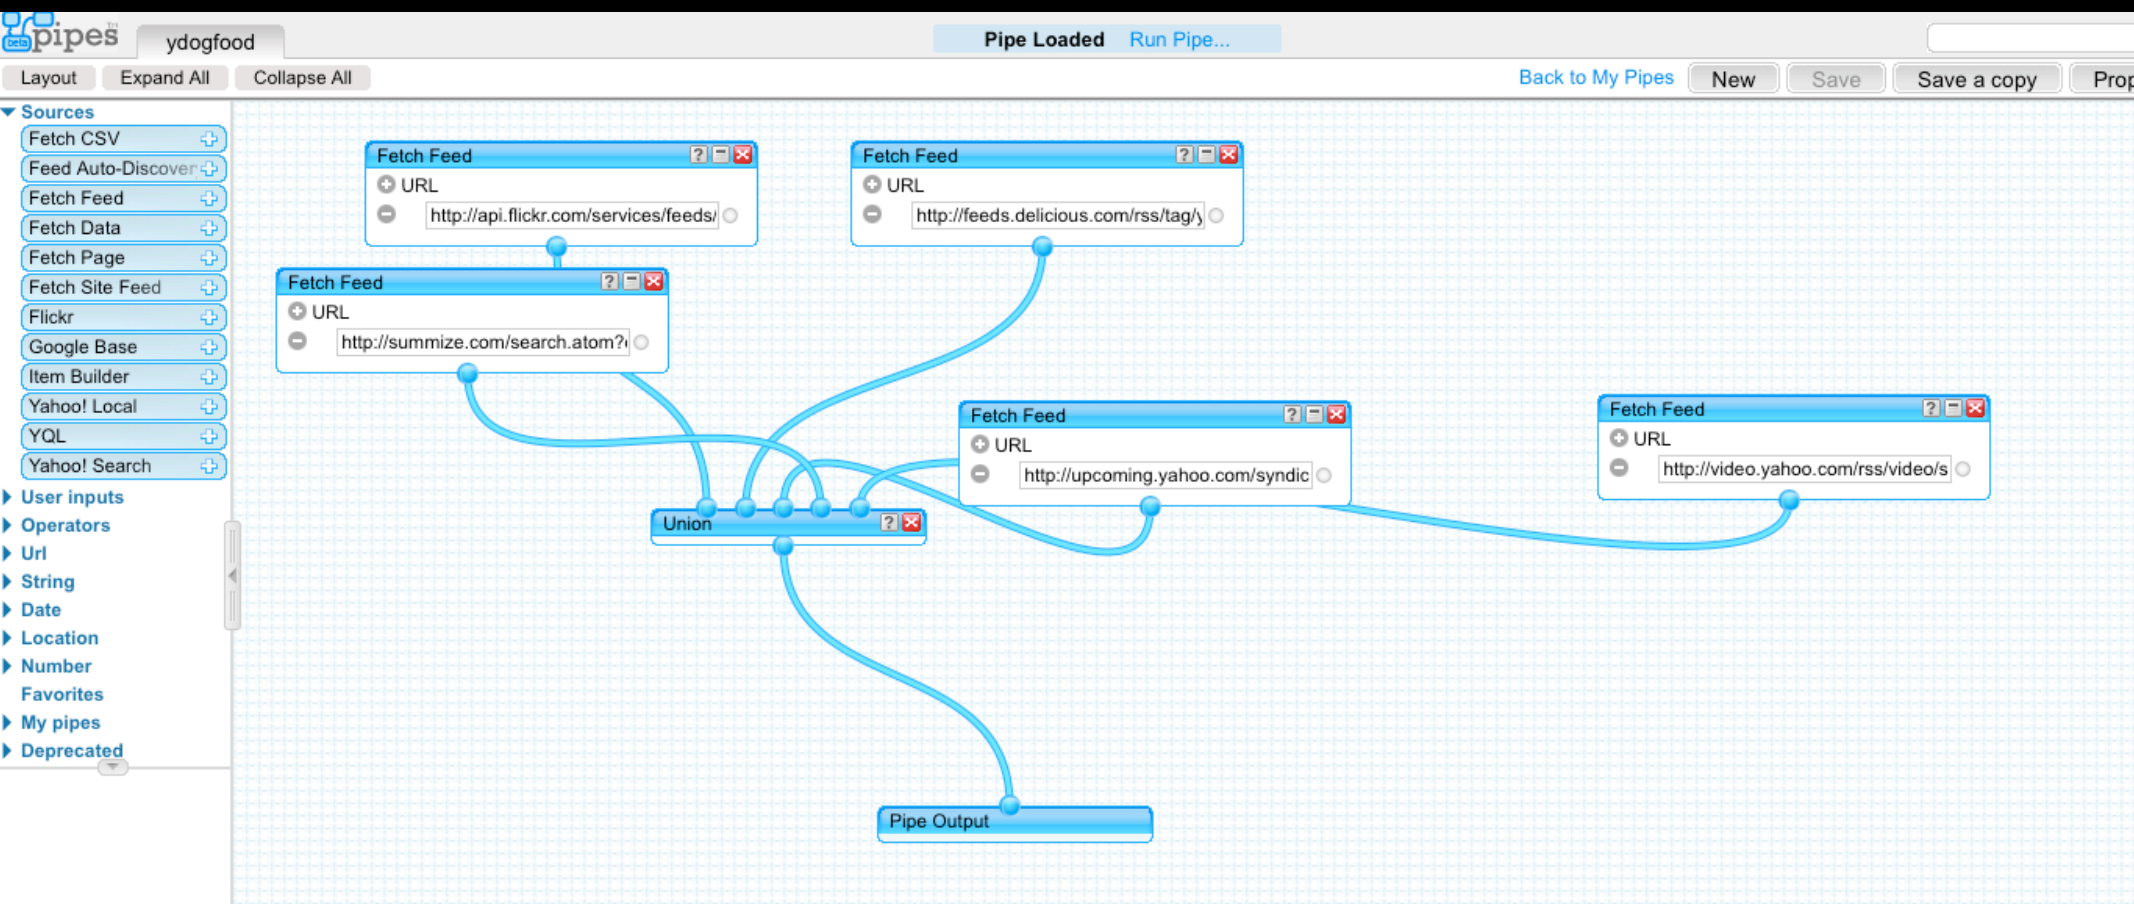 pipes™
beta
ydogfood
Pipe Loaded Run Pipe...
Layout Expand All Collapse All
Back to My Pipes New Save Save a copy Prop
Sources
Fetch CSV
Feed Auto-Discover
Fetch Feed
Fetch Data
Fetch Page
Fetch Site Feed
Flickr
Google Base
Item Builder
Yahoo! Local
YQL
Yahoo! Search
User inputs
Operators
Url
String
Date
Location
Number
Favorites
My pipes
Deprecated
Fetch Feed ?
URL
http://api.flickr.com/services/feeds/
Fetch Feed ?
URL
http://feeds.delicious.com/rss/tag/y
Fetch Feed ?
URL
http://summize.com/search.atom?
Fetch Feed ?
URL
http://upcoming.yahoo.com/syndic
Fetch Feed ?
URL
http://video.yahoo.com/rss/video/s
Union ?
Pipe Output